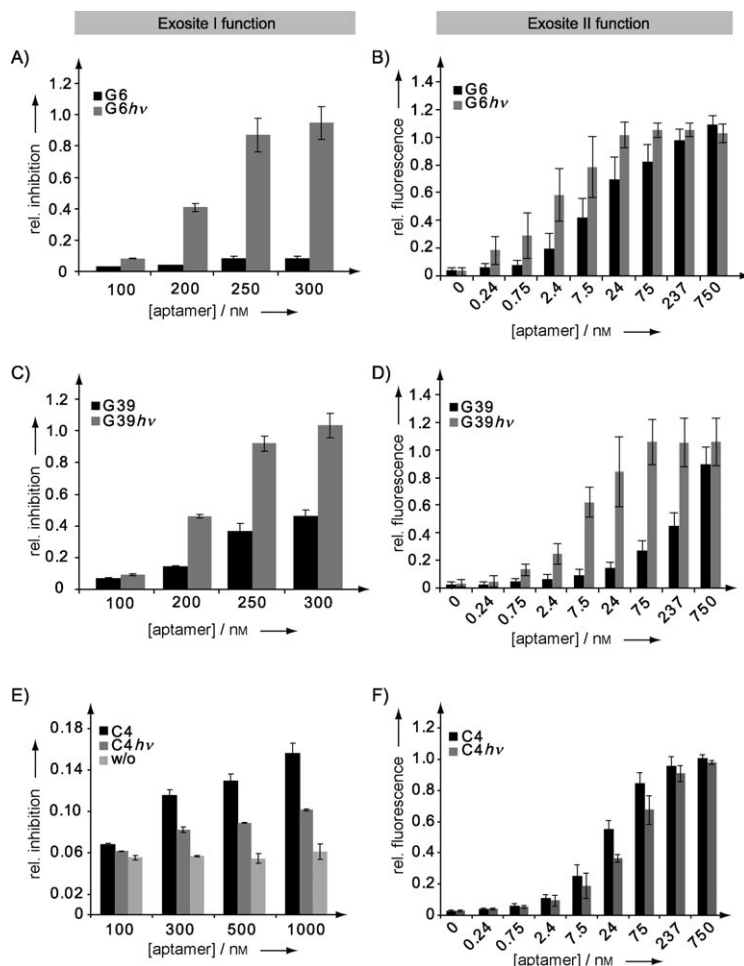 Exosite I function
Exosite II function
A)
G6
G6hν
rel. inhibition
1.2
1.0
0.8
0.6
0.4
0.2
0
100 200 250 300
[aptamer] / nM
B)
G6
G6hν
rel. fluorescence
1.4
1.2
1.0
0.8
0.6
0.4
0.2
0
0 0.24 0.75 2.4 7.5 24 75 237 750
[aptamer] / nM
C)
G39
G39hν
rel. inhibition
1.2
1.0
0.8
0.6
0.4
0.2
0
100 200 250 300
[aptamer] / nM
D)
G39
G39hν
rel. fluorescence
1.4
1.2
1.0
0.8
0.6
0.4
0.2
0
0 0.24 0.75 2.4 7.5 24 75 237 750
[aptamer] / nM
E)
C4
C4hν
w/o
rel. inhibition
0.18
0.14
0.10
0.06
0.02
0
100 300 500 1000
[aptamer] / nM
F)
C4
C4hν
rel. fluorescence
1.2
1.0
0.8
0.6
0.4
0.2
0
0 0.24 0.75 2.4 7.5 24 75 237 750
[aptamer] / nM